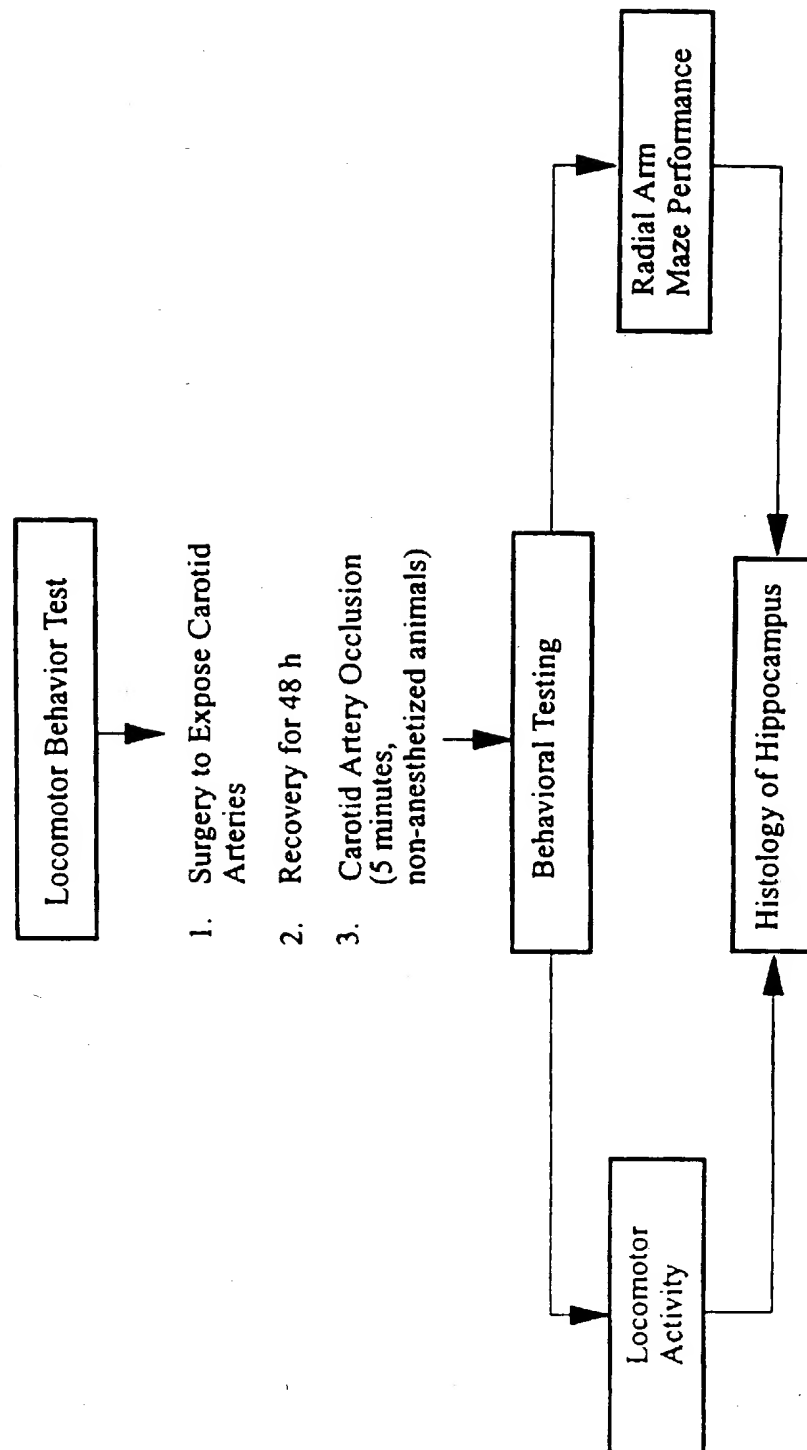 Locomotor Behavior Test
1. Surgery to Expose Carotid
Arteries
2. Recovery for 48 h
3. Carotid Artery Occlusion
(5 minutes,
non-anesthetized animals)
Behavioral Testing
Locomotor
Activity
Radial Arm
Maze Performance
Histology of Hippocampus